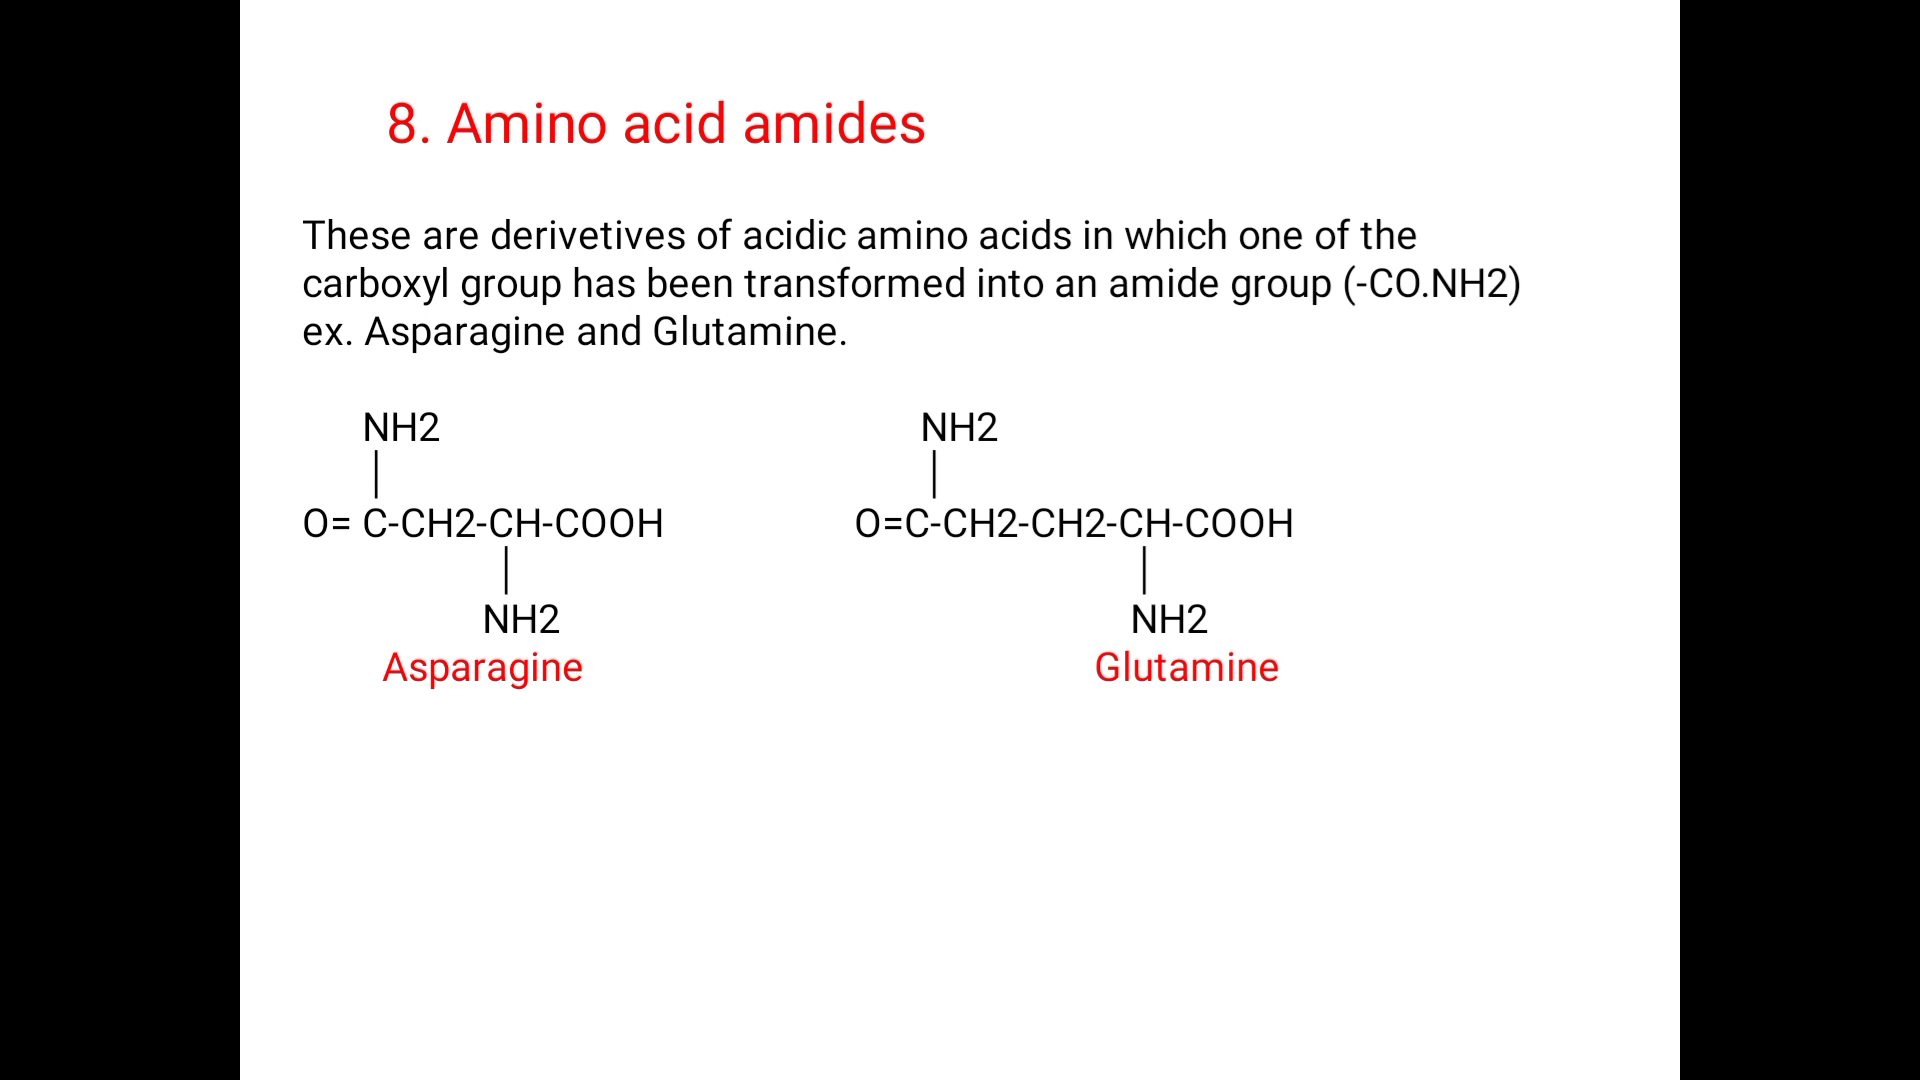 8. Amino acid amides
These are derivetives of acidic amino acids in which one of the
carboxyl group has been transformed into an amide group (-CO.NH2)
ex. Asparagine and Glutamine.
NH2 NH2
| |
O= C-CH2-CH-COOH O=C-CH2-CH2-CH-COOH
| |
NH2 NH2
Asparagine Glutamine